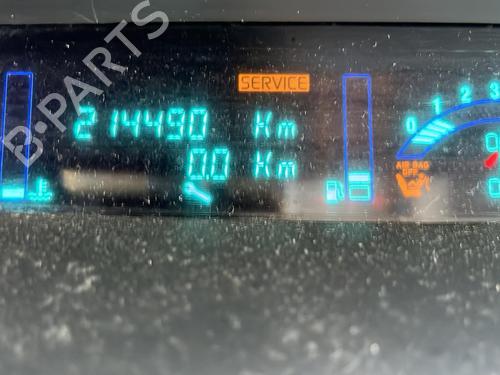 B-PARTS
SERVICE
214490 Km
0.0 Km
0 1 2 3
AIR BAG
OFF